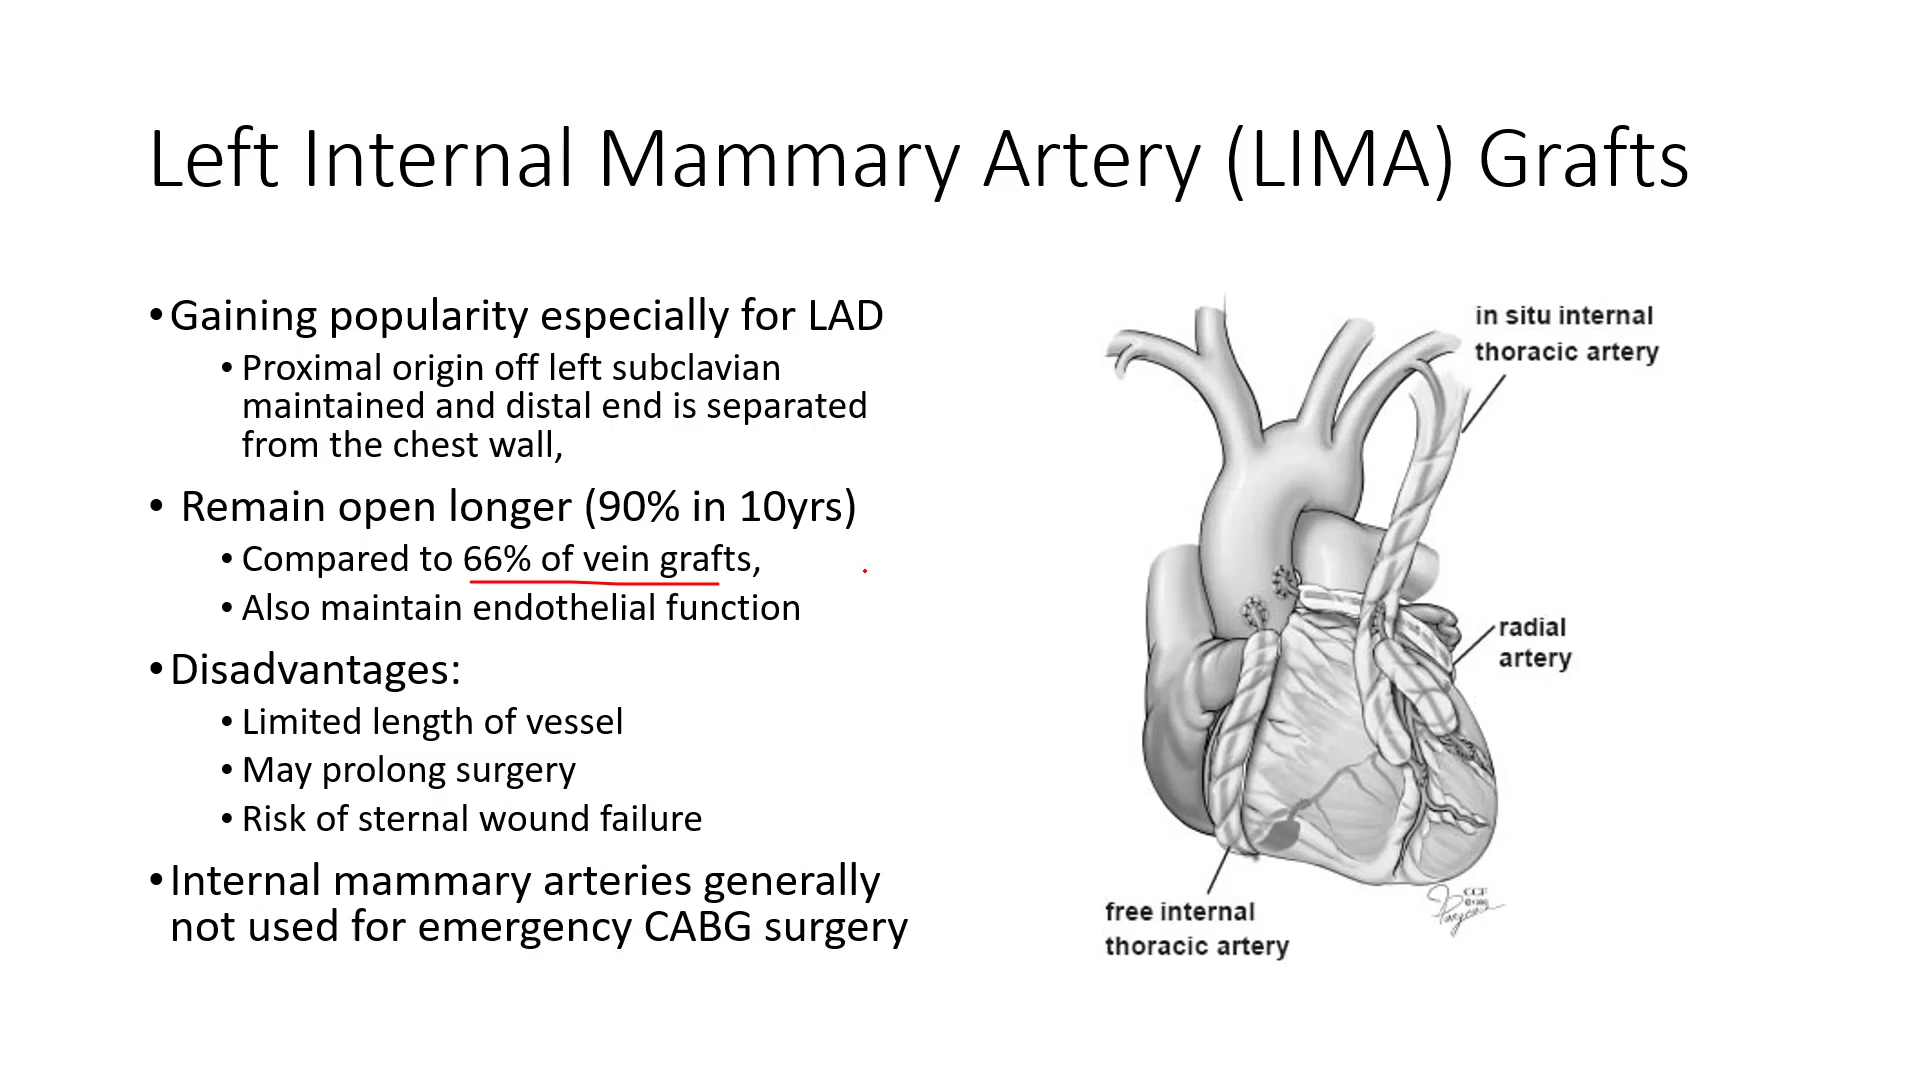 Left Internal Mammary Artery (LIMA) Grafts
•Gaining popularity especially for LAD
•Proximal origin off left subclavian
maintained and distal end is separated
from the chest wall,
• Remain open longer (90% in 10yrs)
•Compared to 66% of vein grafts,
•Also maintain endothelial function
•Disadvantages:
•Limited length of vessel
•May prolong surgery
•Risk of sternal wound failure
•Internal mammary arteries generally
not used for emergency CABG surgery
in situ internal
thoracic artery
radial
artery
free internal
thoracic artery
CCF